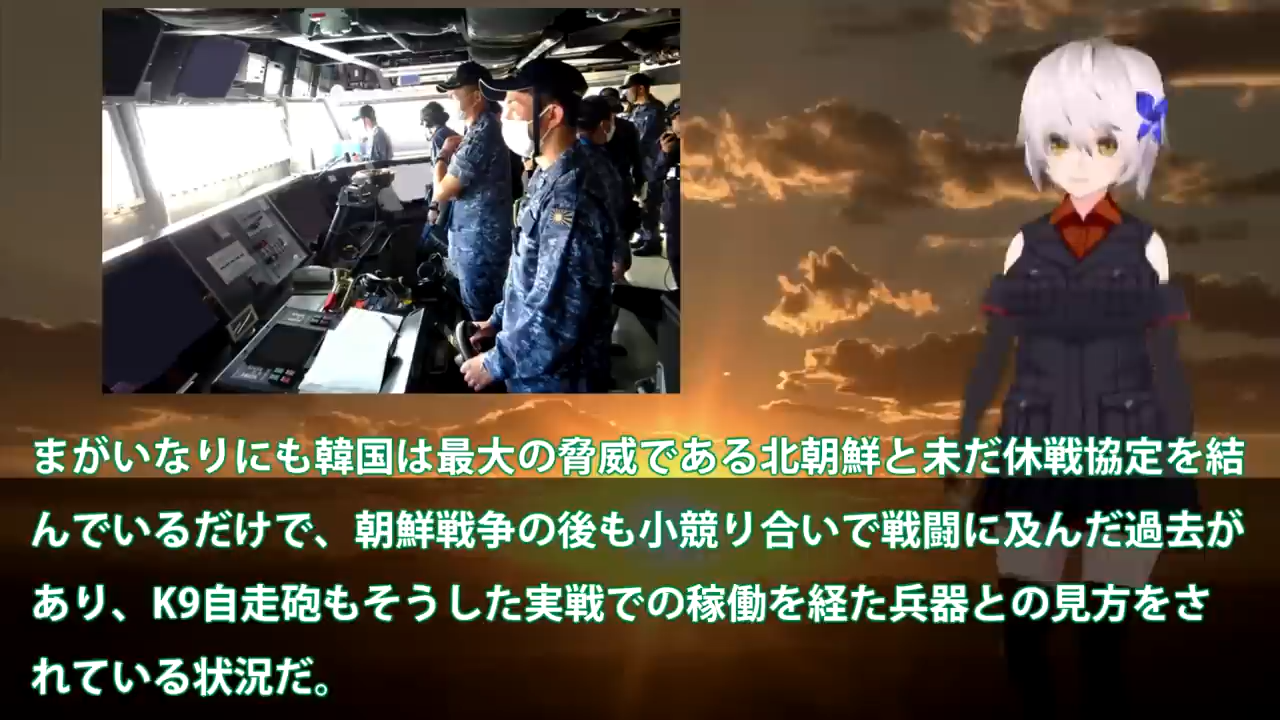 まがいなりにも韓国は最大の脅威である北朝鮮と未だ休戦協定を結
んでいるだけで、朝鮮戦争の後も小競り合いで戦闘に及んだ過去が
あり、K9自走砲もそうした実戦での稼働を経た兵器との見方をさ
れている状況だ。